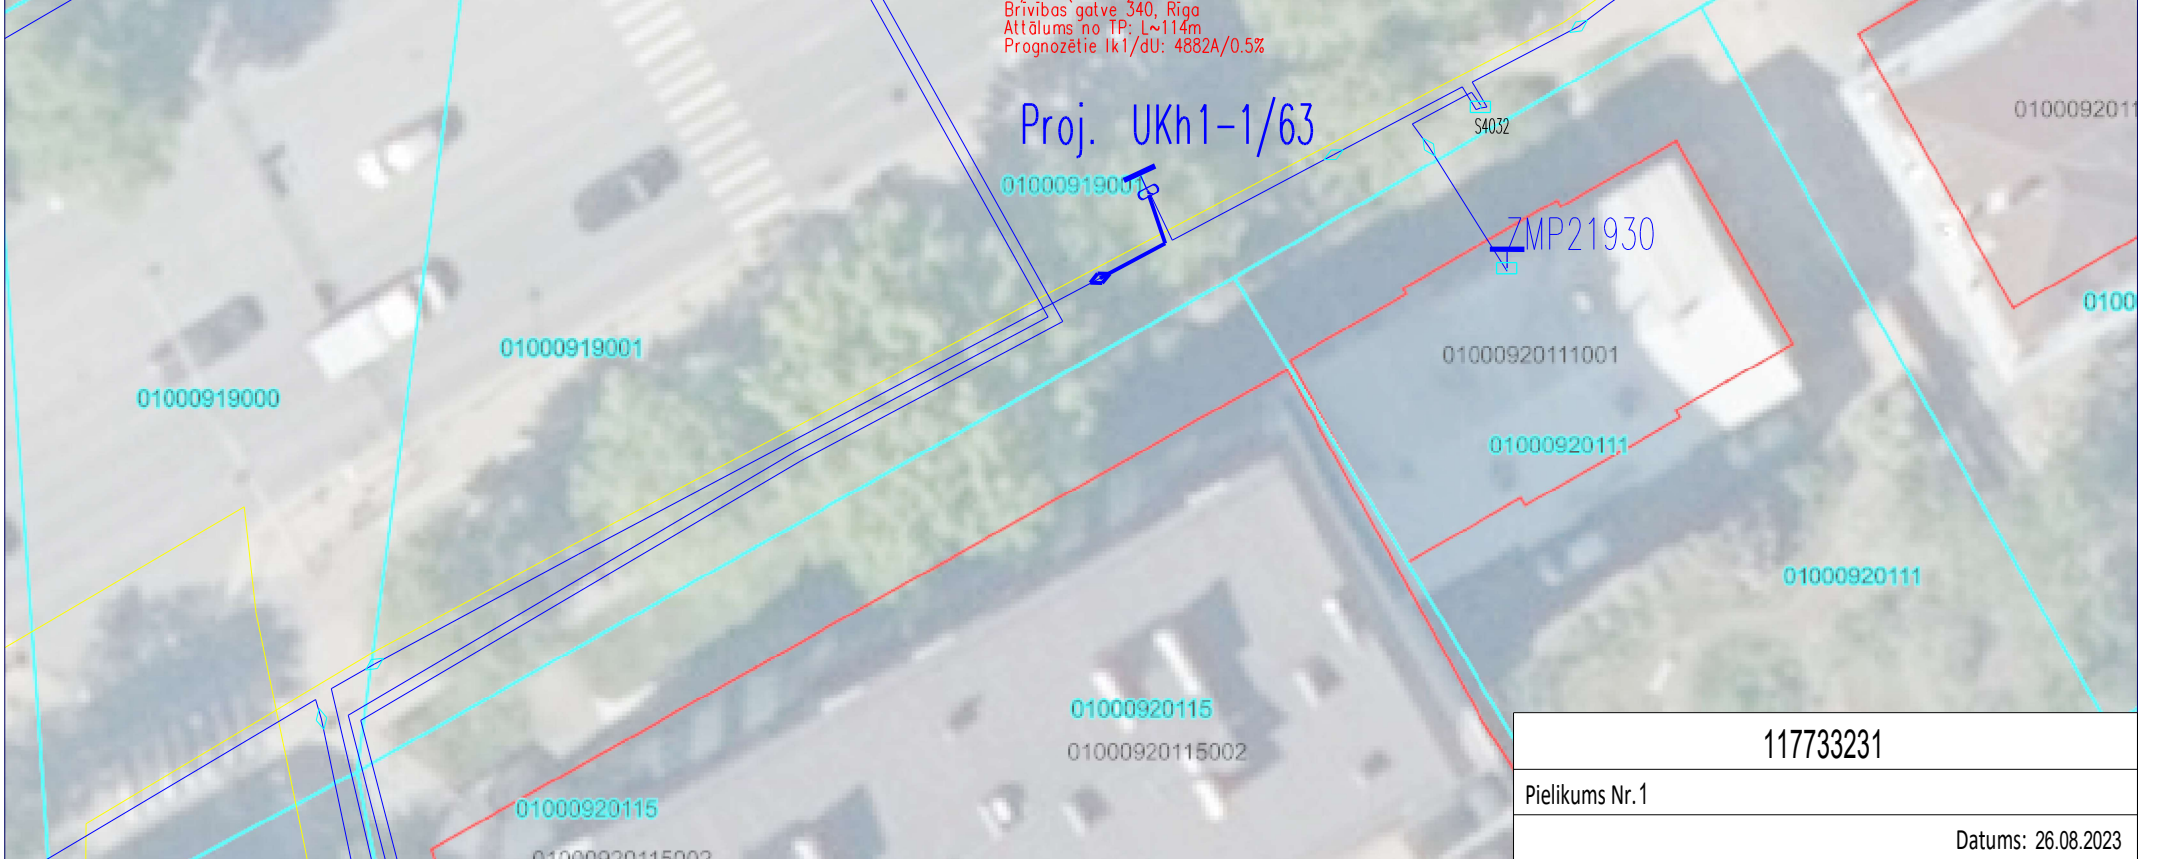 Brīvības gatve 340, Rīga
Attālums no TP: L~114m
Prognozētie Ik1/dU: 4882A/0.5%
Proj. UKh1-1/63
S4032
01000919001
ZMP21930
01000919001
01000919000
01000920111001
01000920111
01000920111
01000920115
01000920115002
01000920115
01000920115002
117733231
Pielikums Nr.1
Datums: 26.08.2023